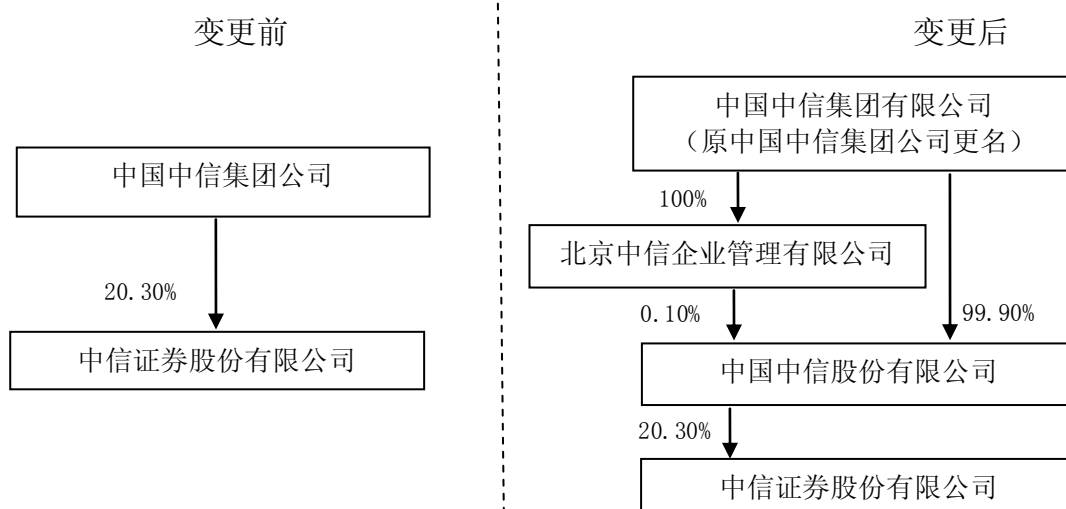 变更前
中国中信集团公司
20.30%
中信证券股份有限公司
变更后
中国中信集团有限公司
（原中国中信集团公司更名）
100%
北京中信企业管理有限公司
0.10%
99.90%
中国中信股份有限公司
20.30%
中信证券股份有限公司